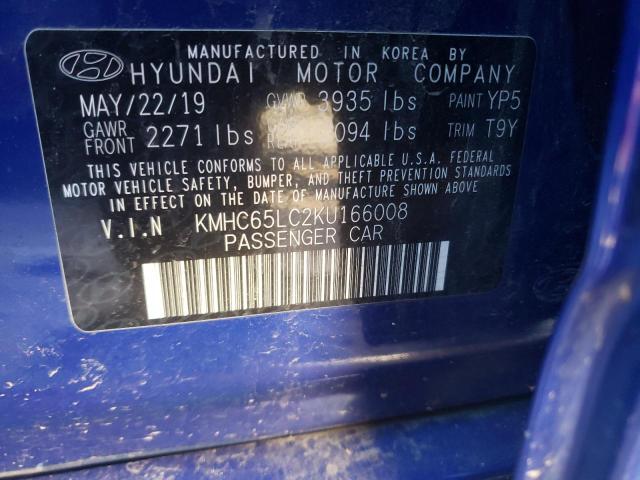 MANUFACTURED IN KOREA BY
HYUNDAI MOTOR COMPANY
MAY/22/19 GVWR 3935 lbs PAINT YP5
GAWR
FRONT 2271 lbs 094 lbs TRIM T9Y
THIS VEHICLE CONFORMS TO ALL APPLICABLE U.S.A. FEDERAL
MOTOR VEHICLE SAFETY, BUMPER, AND THEFT PREVENTION STANDARDS
IN EFFECT ON THE DATE OF MANUFACTURE SHOWN ABOVE
V.I.N KMHC65LC2KU166008
PASSENGER CAR